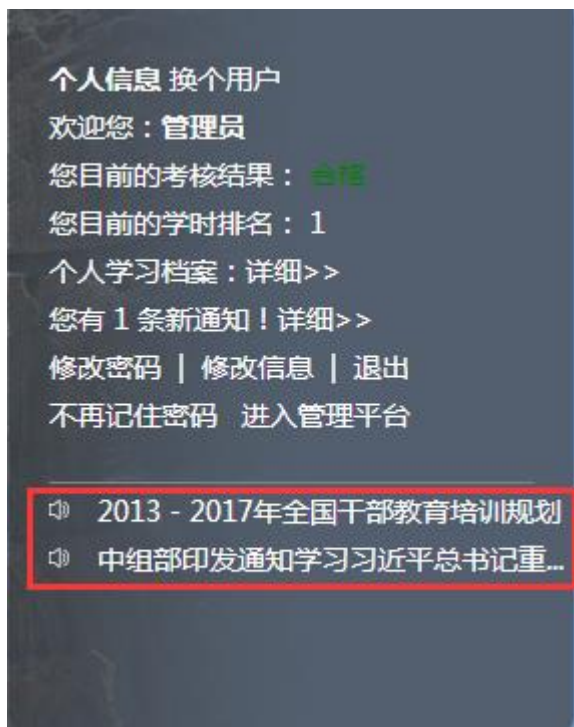 个人信息 换个用户
欢迎您：管理员
您目前的考核结果： 合格
您目前的学时排名：1
个人学习档案：详细>>
您有 1 条新通知！详细>>
修改密码 | 修改信息 | 退出
不再记住密码 进入管理平台
2013 - 2017年全国干部教育培训规划
中组部印发通知学习习近平总书记重...